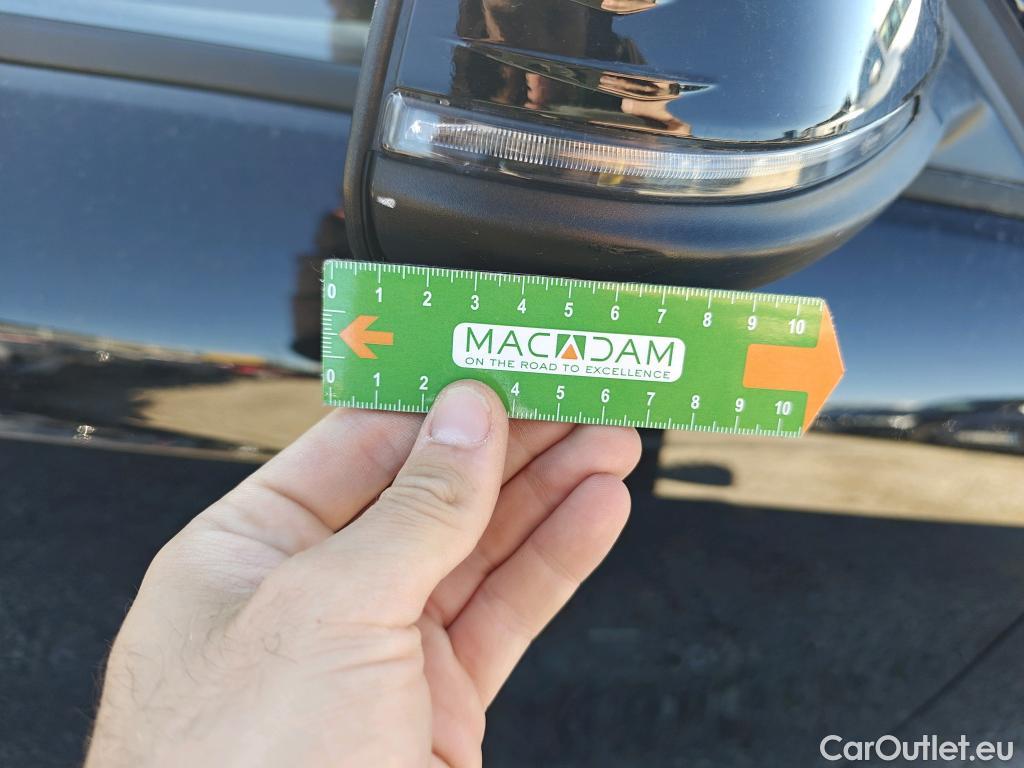 0 1 2 3 4 5 6 7 8 9 10
MACADAM
ON THE ROAD TO EXCELLENCE
0 1 2 4 5 6 7 8 9 10
CarOutlet.eu